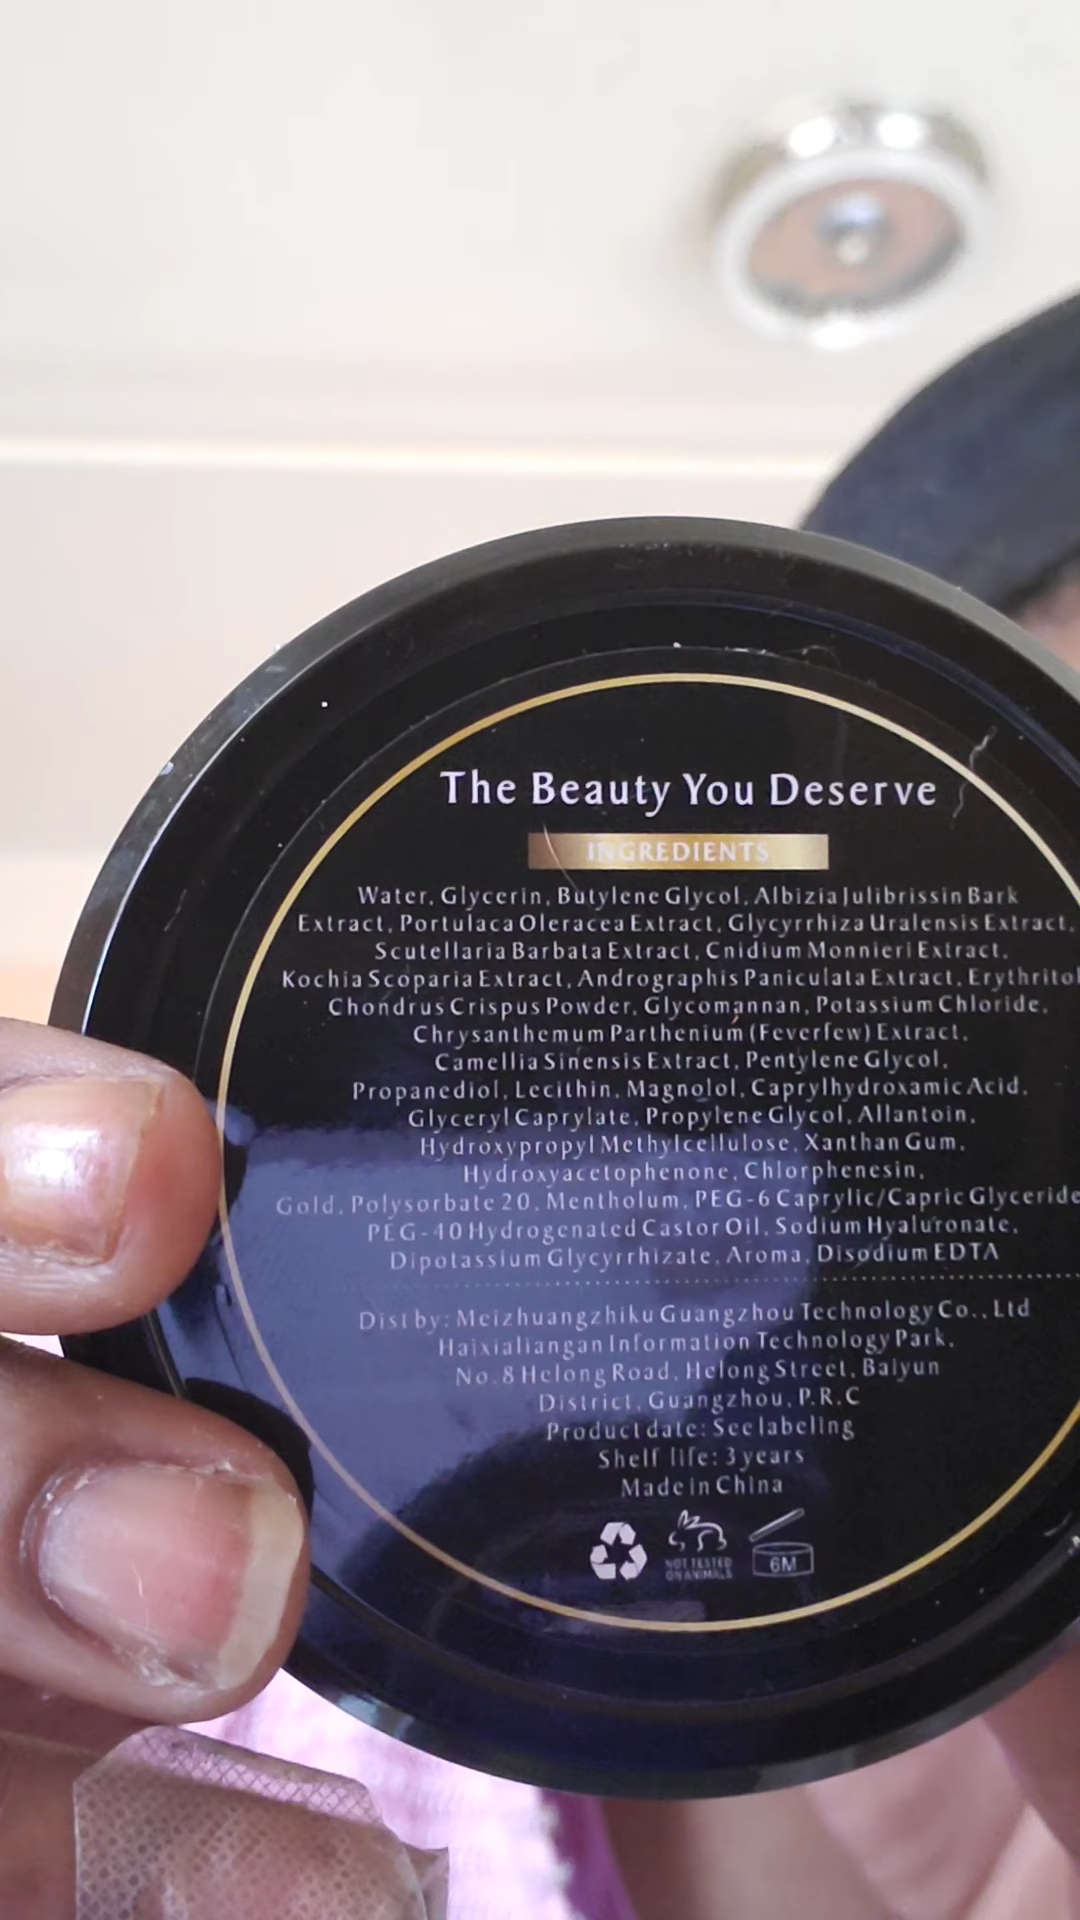 The Beauty You Deserve
INGREDIENTS
Water, Glycerin, Butylene Glycol, Albizia Julibrissin Bark
Extract, Portulaca Oleracea Extract, Glycyrrhiza Uralensis Extract,
Scutellaria Barbata Extract, Cnidium Monnieri Extract,
Kochia Scoparia Extract, Andrographis Paniculata Extract, Erythritol
Chondrus Crispus Powder, Glycomannan, Potassium Chloride,
Chrysanthemum Parthenium (Feverfew) Extract,
Camellia Sinensis Extract, Pentylene Glycol,
Propanediol, Lecithin, Magnolol, Caprylhydroxamic Acid,
Glyceryl Caprylate, Propylene Glycol, Allantoin,
Hydroxypropyl Methylcellulose, Xanthan Gum,
Hydroxyacetophenone, Chlorphenesin,
Gold, Polysorbate 20, Mentholum, PEG-6 Caprylic/Capric Glyceride
PEG-40 Hydrogenated Castor Oil, Sodium Hyaluronate,
Dipotassium Glycyrrhizate, Aroma, Disodium EDTA
Dist by: Meizhuangzhiku Guangzhou Technology Co., Ltd
Haixialiangan Information Technology Park,
No.8 Helong Road, Helong Street, Baiyun
District, Guangzhou, P.R.C
Product date: See labeling
Shelf life: 3 years
Made in China
NOT TESTED
ON ANIMALS
6M